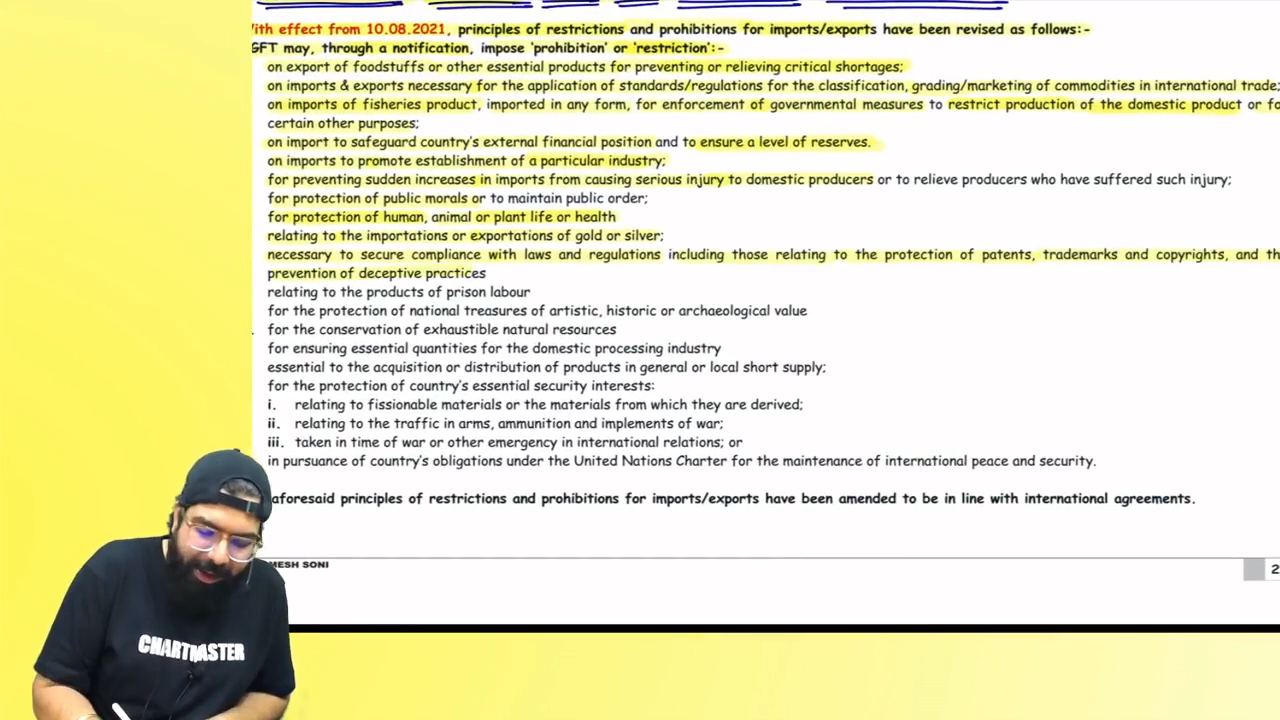 ith effect from 10.08.2021, principles of restrictions and prohibitions for imports/exports have been revised as follows:-
GFT may, through a notification, impose 'prohibition' or 'restriction':-
on export of foodstuffs or other essential products for preventing or relieving critical shortages;
on imports & exports necessary for the application of standards/regulations for the classification, grading/marketing of commodities in international trade;
on imports of fisheries product, imported in any form, for enforcement of governmental measures to restrict production of the domestic product or fo
certain other purposes;
on import to safeguard country's external financial position and to ensure a level of reserves.
on imports to promote establishment of a particular industry;
for preventing sudden increases in imports from causing serious injury to domestic producers or to relieve producers who have suffered such injury;
for protection of public morals or to maintain public order;
for protection of human, animal or plant life or health
relating to the importations or exportations of gold or silver;
necessary to secure compliance with laws and regulations including those relating to the protection of patents, trademarks and copyrights, and th
prevention of deceptive practices
relating to the products of prison labour
for the protection of national treasures of artistic, historic or archaeological value
. for the conservation of exhaustible natural resources
for ensuring essential quantities for the domestic processing industry
essential to the acquisition or distribution of products in general or local short supply;
for the protection of country's essential security interests:
i. relating to fissionable materials or the materials from which they are derived;
ii. relating to the traffic in arms, ammunition and implements of war;
iii. taken in time of war or other emergency in international relations; or
in pursuance of country's obligations under the United Nations Charter for the maintenance of international peace and security.
aforesaid principles of restrictions and prohibitions for imports/exports have been amended to be in line with international agreements.
MESH SONI
2
CHARTMASTER